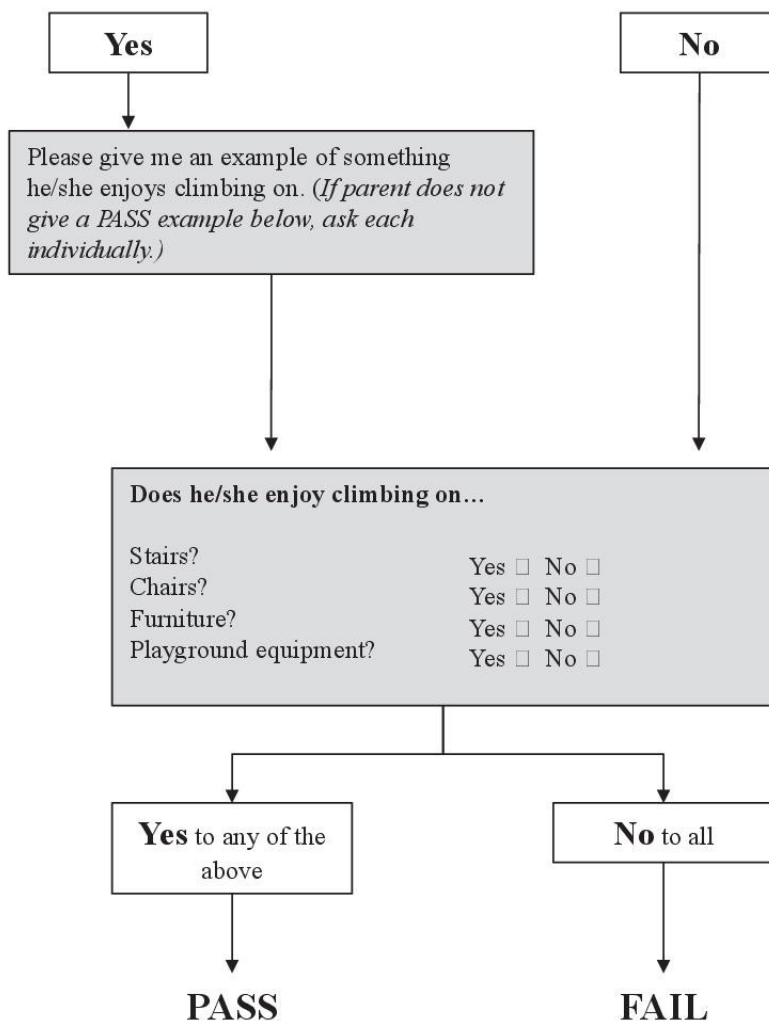 Yes
No
Please give me an example of something
he/she enjoys climbing on. (If parent does not
give a PASS example below, ask each
individually.)
Does he/she enjoy climbing on…
Stairs? Yes □ No □
Chairs? Yes □ No □
Furniture? Yes □ No □
Playground equipment? Yes □ No □
Yes to any of the
above
No to all
PASS
FAIL